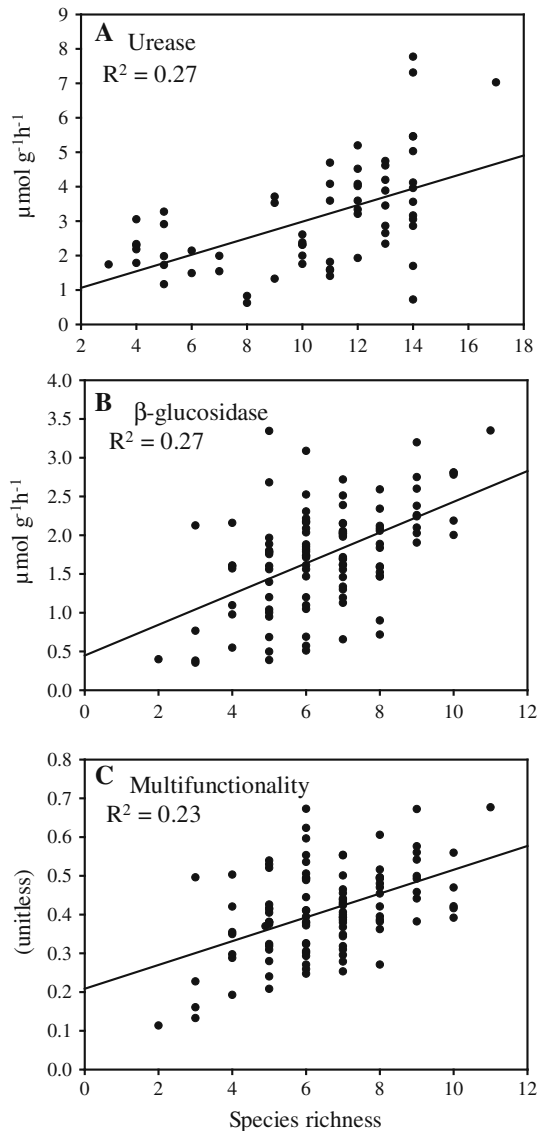 A Urease
R² = 0.27
9
8
7
6
5
4
3
2
1
0
µmol g⁻¹h⁻¹
2 4 6 8 10 12 14 16 18
B β-glucosidase
R² = 0.27
4.0
3.5
3.0
2.5
2.0
1.5
1.0
0.5
0.0
µmol g⁻¹h⁻¹
0 2 4 6 8 10 12
C Multifunctionality
R² = 0.23
0.8
0.7
0.6
0.5
0.4
0.3
0.2
0.1
0.0
(unitless)
0 2 4 6 8 10 12
Species richness